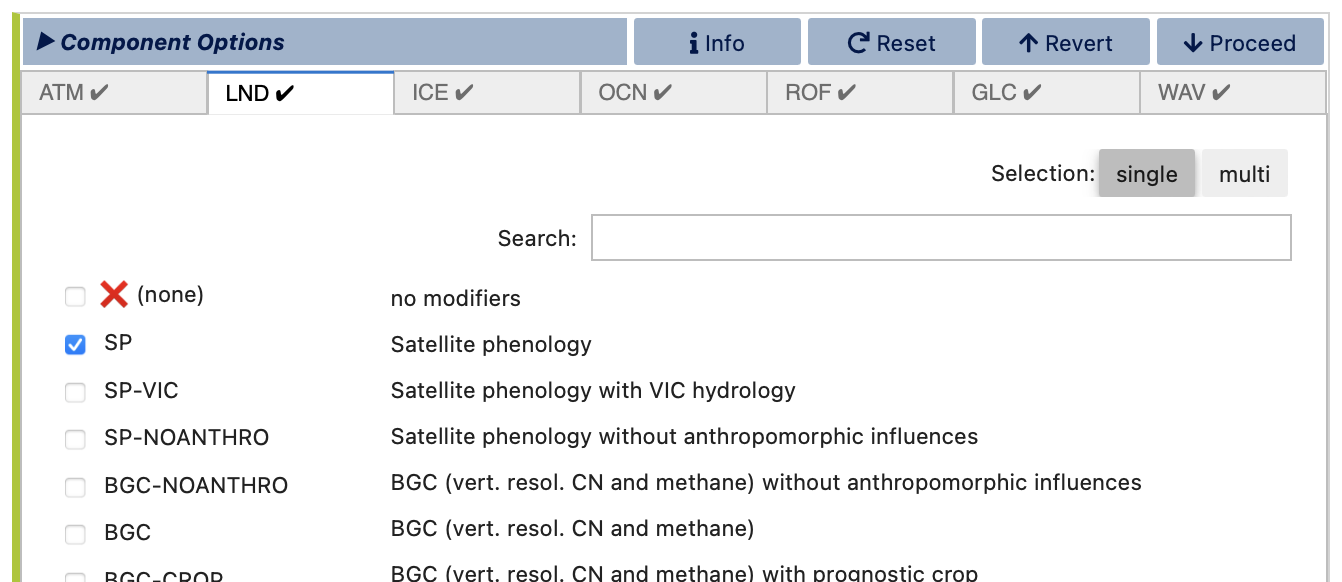 Component Options Info Reset Revert Proceed
ATM ✔ LND ✔ ICE ✔ OCN ✔ ROF ✔ GLC ✔ WAV ✔
Selection: single multi
Search:
(none) no modifiers
SP Satellite phenology
SP-VIC Satellite phenology with VIC hydrology
SP-NOANTHRO Satellite phenology without anthropomorphic influences
BGC-NOANTHRO BGC (vert. resol. CN and methane) without anthropomorphic influences
BGC BGC (vert. resol. CN and methane)
BGC-CROP BGC (vert. resol. CN and methane) with prognostic crop